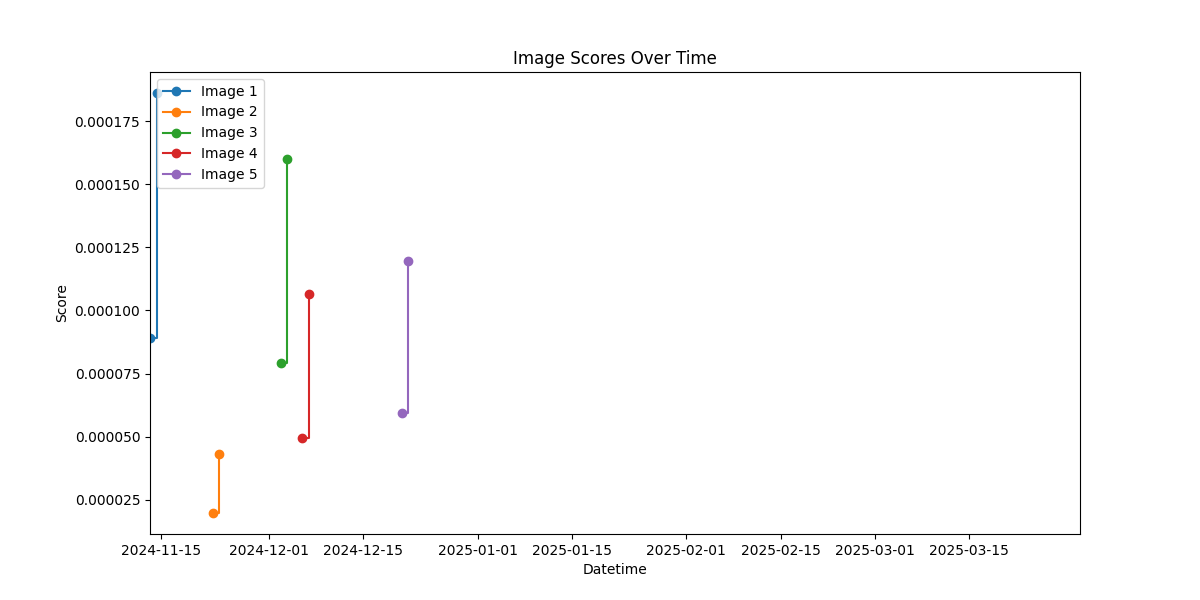 Image Scores Over Time
Image 1
Image 2
Image 3
Image 4
Image 5
0.000175
0.000150
0.000125
0.000100
0.000075
0.000050
0.000025
Score
2024-11-15 2024-12-01 2024-12-15 2025-01-01 2025-01-15 2025-02-01 2025-02-15 2025-03-01 2025-03-15
Datetime